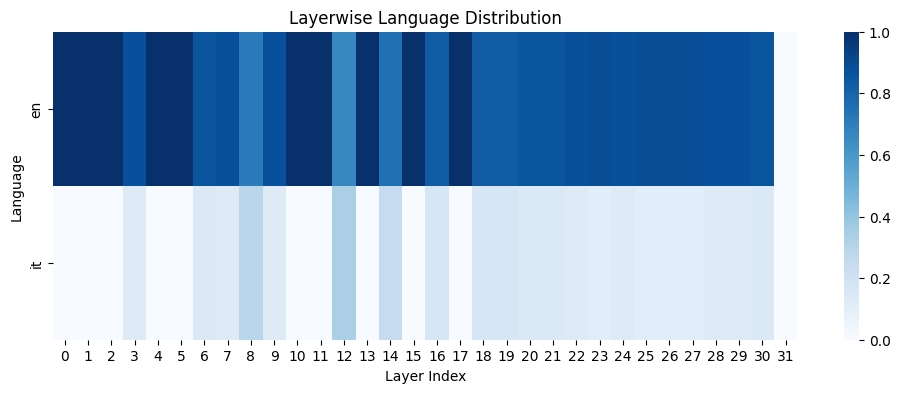 Layerwise Language Distribution
1.0
0.8
0.6
0.4
0.2
0.0
Language
en
it
0 1 2 3 4 5 6 7 8 9 10 11 12 13 14 15 16 17 18 19 20 21 22 23 24 25 26 27 28 29 30 31
Layer Index